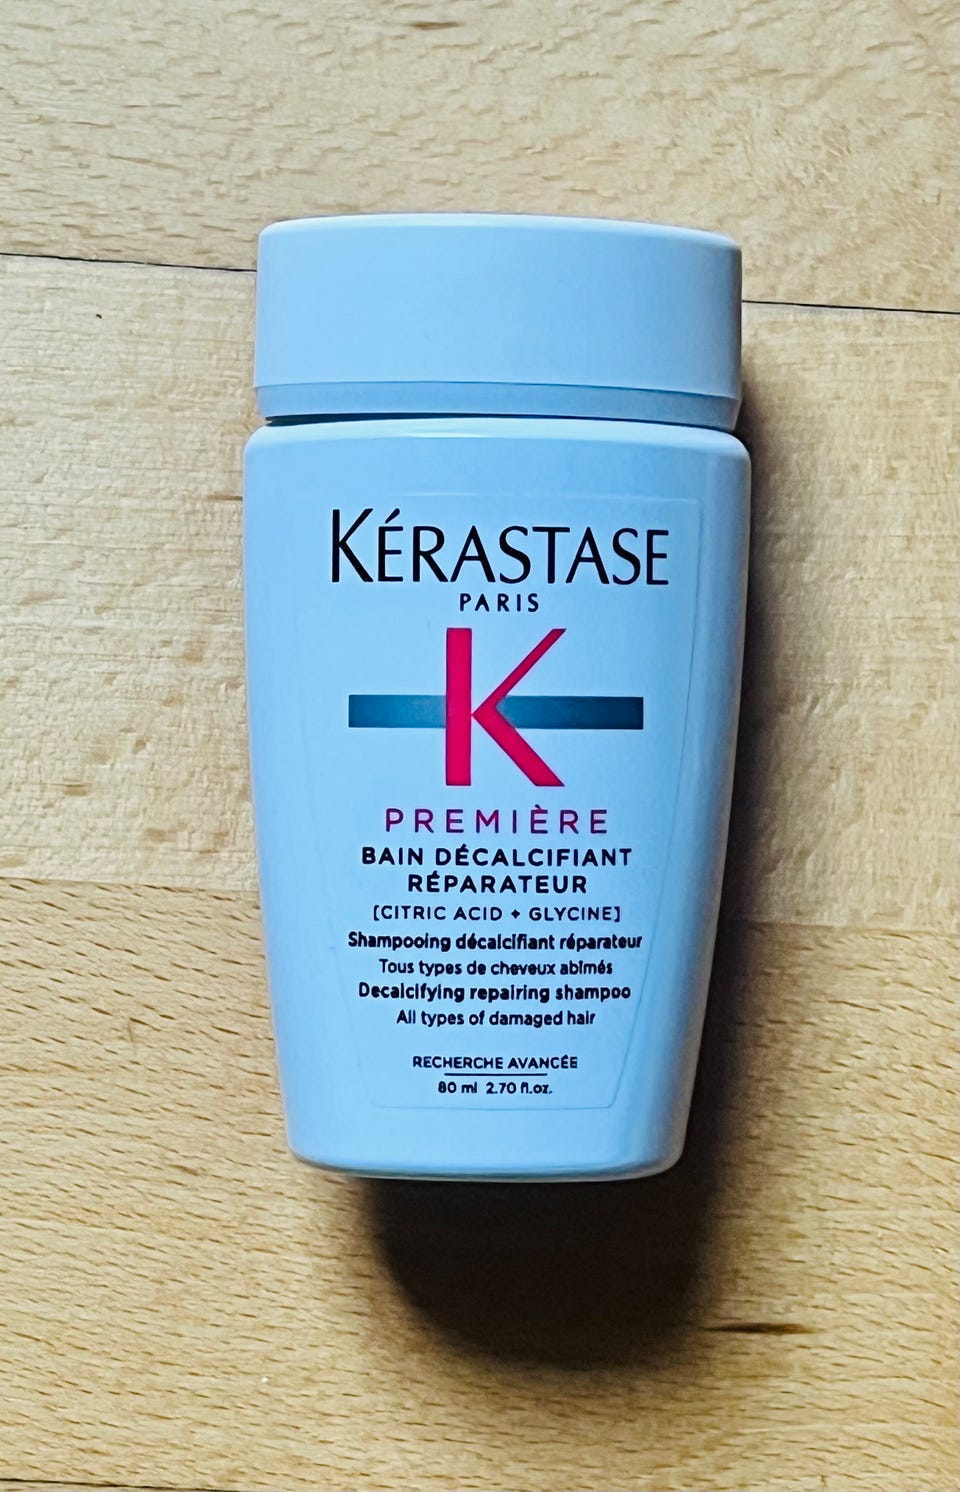 KÉRASTASE
PARIS
K
PREMIÈRE
BAIN DÉCALCIFIANT
RÉPARATEUR
[CITRIC ACID + GLYCINE]
Shampooing décalcifiant réparateur
Tous types de cheveux abîmés
Decalcifying repairing shampoo
All types of damaged hair
RECHERCHE AVANCÉE
80 ml 2.70 fl.oz.